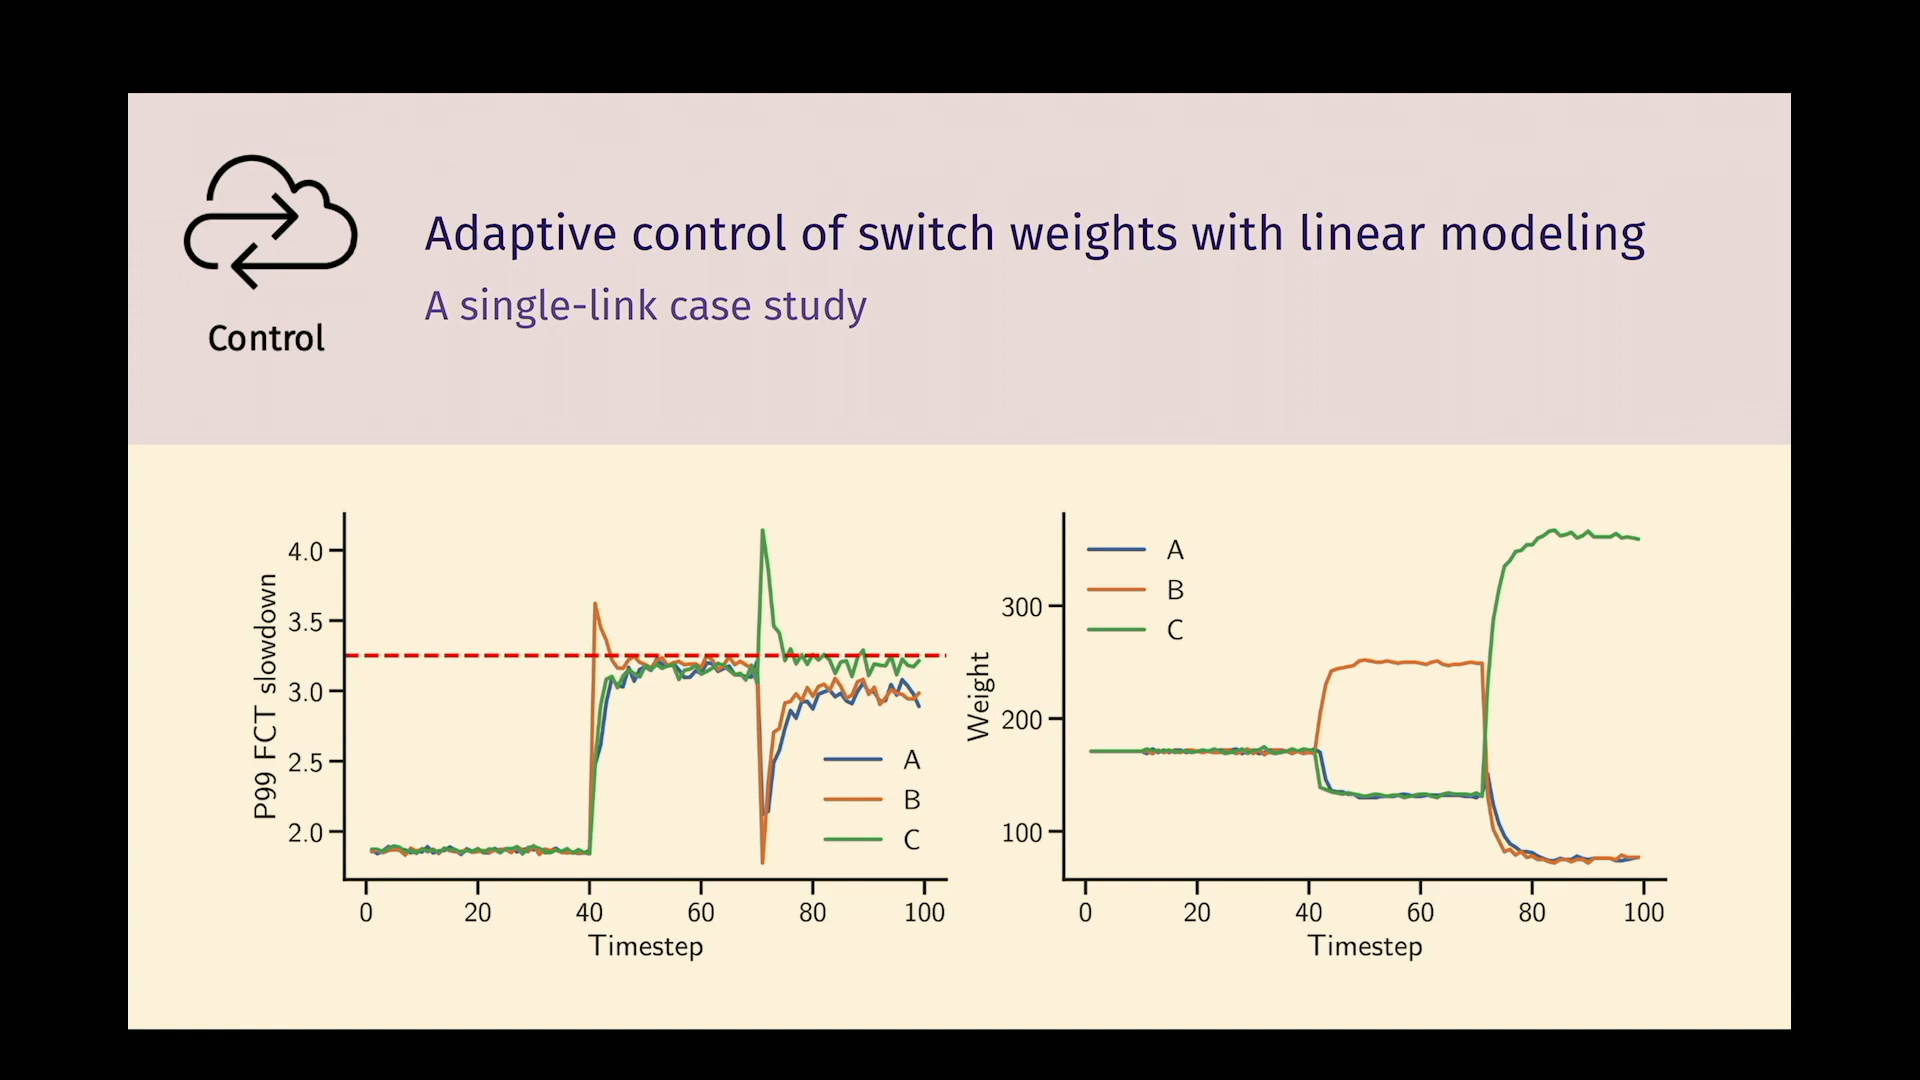 Adaptive control of switch weights with linear modeling
A single-link case study
Control
P99 FCT slowdown
4.0
3.5
3.0
2.5
2.0
A
B
C
0 20 40 60 80 100
Timestep
Weight
300
200
100
A
B
C
0 20 40 60 80 100
Timestep